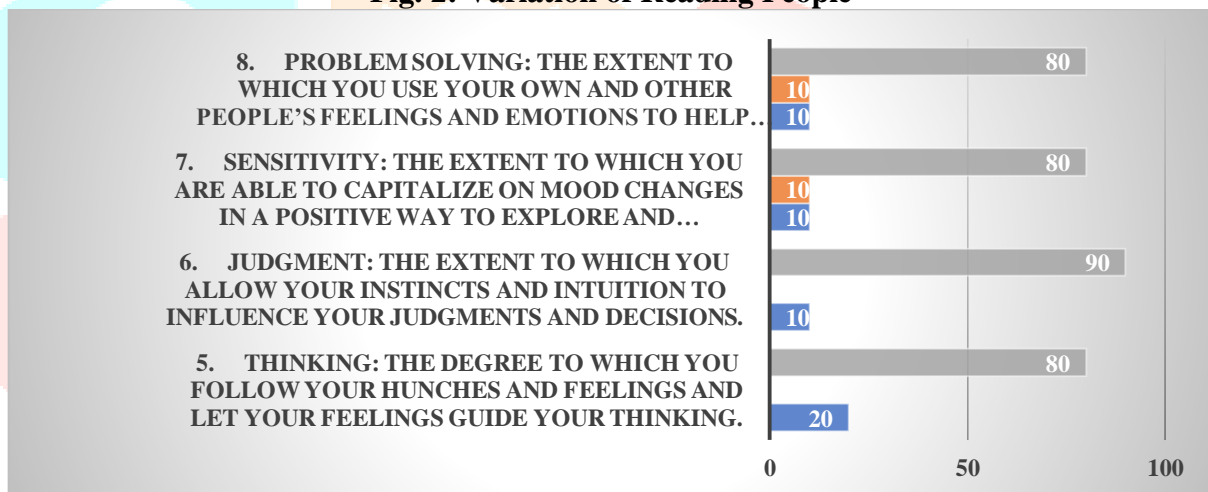 Fig. 2: Variation of Reading People
8. PROBLEM SOLVING: THE EXTENT TO
WHICH YOU USE YOUR OWN AND OTHER
PEOPLE'S FEELINGS AND EMOTIONS TO HELP…
80
10
10
7. SENSITIVITY: THE EXTENT TO WHICH YOU
ARE ABLE TO CAPITALIZE ON MOOD CHANGES
IN A POSITIVE WAY TO EXPLORE AND…
80
10
10
6. JUDGMENT: THE EXTENT TO WHICH YOU
ALLOW YOUR INSTINCTS AND INTUITION TO
INFLUENCE YOUR JUDGMENTS AND DECISIONS.
90
10
5. THINKING: THE DEGREE TO WHICH YOU
FOLLOW YOUR HUNCHES AND FEELINGS AND
LET YOUR FEELINGS GUIDE YOUR THINKING.
80
20
0 50 100